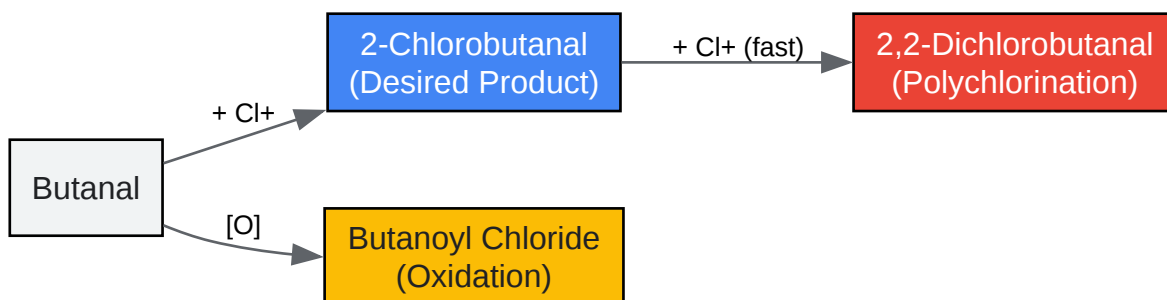 2-Chlorobutanal
(Desired Product)
+ Cl+ (fast)
2,2-Dichlorobutanal
(Polychlorination)
+ Cl+
Butanal
[O]
Butanoyl Chloride
(Oxidation)